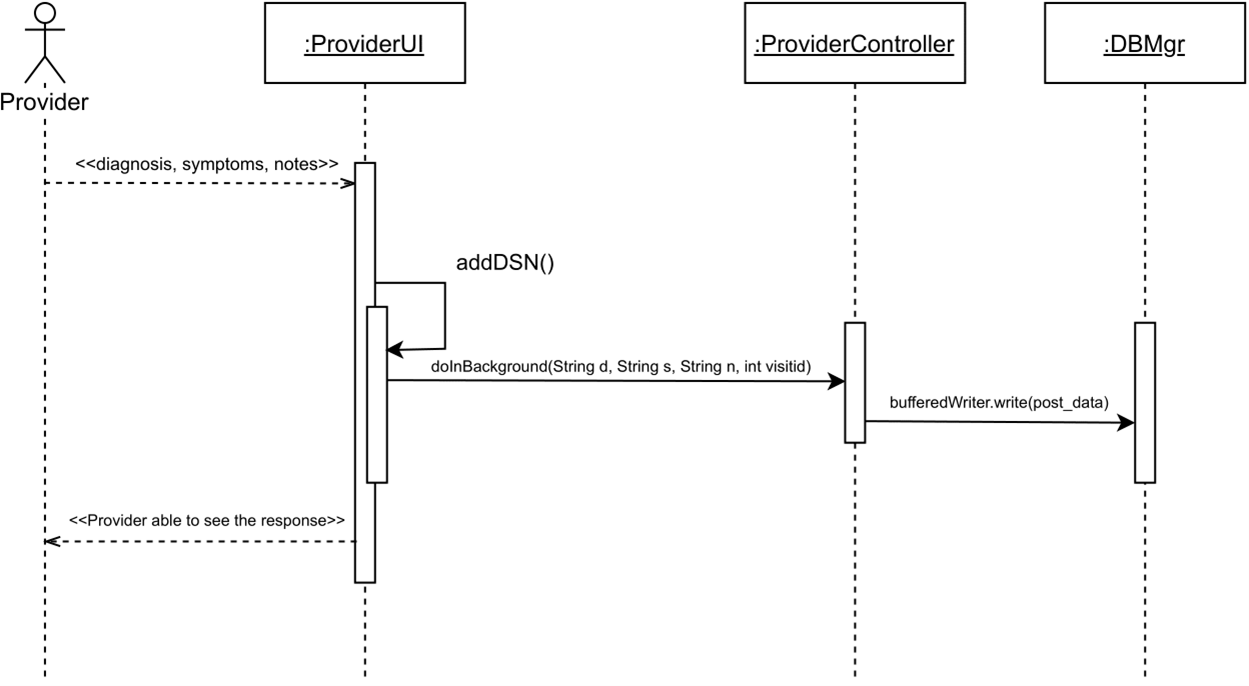 :ProviderUI
:ProviderController
:DBMgr
Provider
<<diagnosis, symptoms, notes>>
addDSN()
doInBackground(String d, String s, String n, int visitid)
bufferedWriter.write(post_data)
<<Provider able to see the response>>